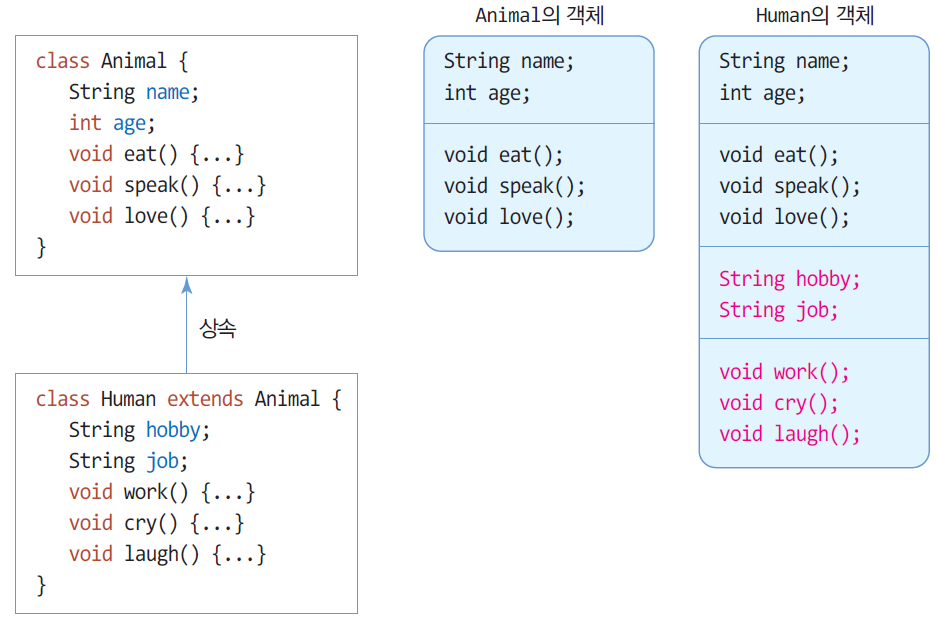 class Animal {
String name;
int age;
void eat() {...}
void speak() {...}
void love() {...}
}
상속
class Human extends Animal {
String hobby;
String job;
void work() {...}
void cry() {...}
void laugh() {...}
}
Animal의 객체
String name;
int age;
void eat();
void speak();
void love();
Human의 객체
String name;
int age;
void eat();
void speak();
void love();
String hobby;
String job;
void work();
void cry();
void laugh();